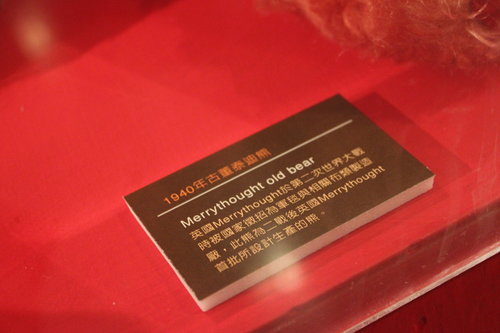 1940年古董泰迪熊
Merrythought old bear
英國Merrythought於第二次世界大戰
時被國家徵招為軍毯與相關布類製造
廠，此熊為二戰後英國Merrythought
首批所設計生產的熊。